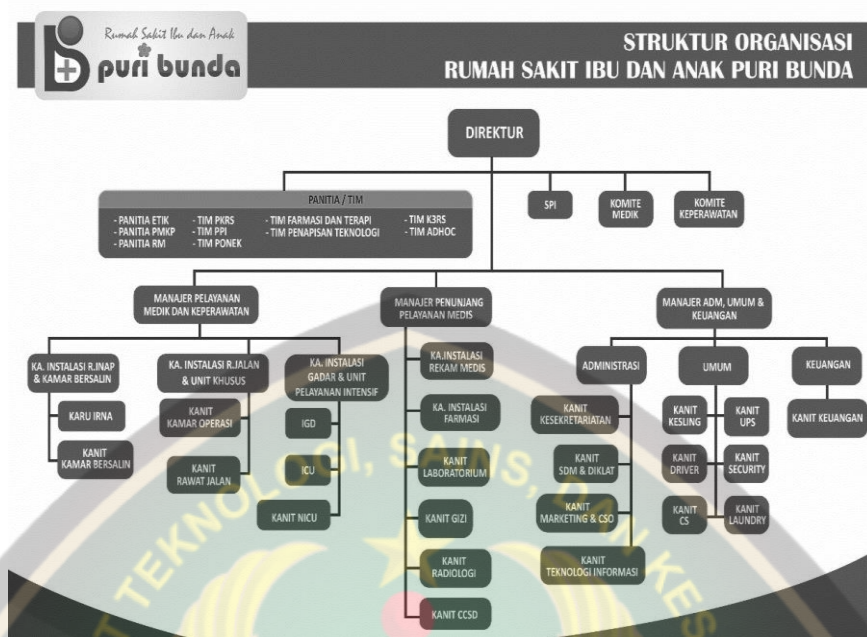 Rumah Sakit Ibu dan Anak
puri bunda
STRUKTUR ORGANISASI
RUMAH SAKIT IBU DAN ANAK PURI BUNDA
DIREKTUR
PANITIA / TIM
- PANITIA ETIK
- PANITIA PMKP
- PANITIA RM
- TIM PKRS
- TIM PPI
- TIM PONEK
- TIM FARMASI DAN TERAPI
- TIM PENAPISAN TEKNOLOGI
- TIM K3RS
- TIM ADHOC
SPI
KOMITE
MEDIK
KOMITE
KEPERAWATAN
MANAJER PELAYANAN
MEDIK DAN KEPERAWATAN
KA. INSTALASI R.INAP
& KAMAR BERSALIN
KARU IRNA
KANIT
KAMAR BERSALIN
KA. INSTALASI R.JALAN
& UNIT KHUSUS
KANIT
KAMAR OPERASI
KANIT
RAWAT JALAN
KA. INSTALASI
GADAR & UNIT
PELAYANAN INTENSIF
IGD
ICU
KANIT NICU
MANAJER PENUNJANG
PELAYANAN MEDIS
KA.INSTALASI
REKAM MEDIS
KA. INSTALASI
FARMASI
KANIT
LABORATORIUM
KANIT GIZI
KANIT
RADIOLOGI
KANIT CCSD
MANAJER ADM, UMUM &
KEUANGAN
ADMINISTRASI
KANIT
KESEKRETARIATAN
KANIT
SDM & DIKLAT
KANIT
MARKETING & CSO
KANIT
TEKNOLOGI INFORMASI
UMUM
KANIT
KESLING
KANIT
UPS
KANIT
DRIVER
KANIT
SECURITY
KANIT
CS
KANIT
LAUNDRY
KEUANGAN
KANIT KEUANGAN
TEKNOLOGI, SAINS, DAN KES